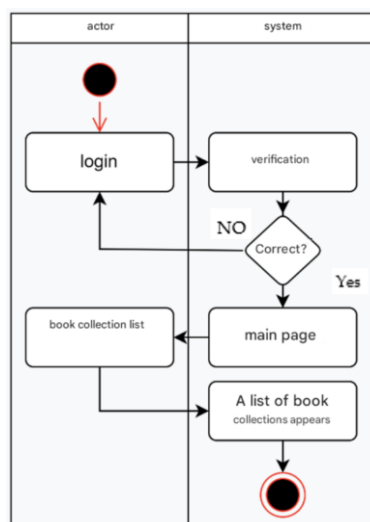 actor
system
login
verification
NO
Correct?
Yes
book collection list
main page
A list of book
collections appears